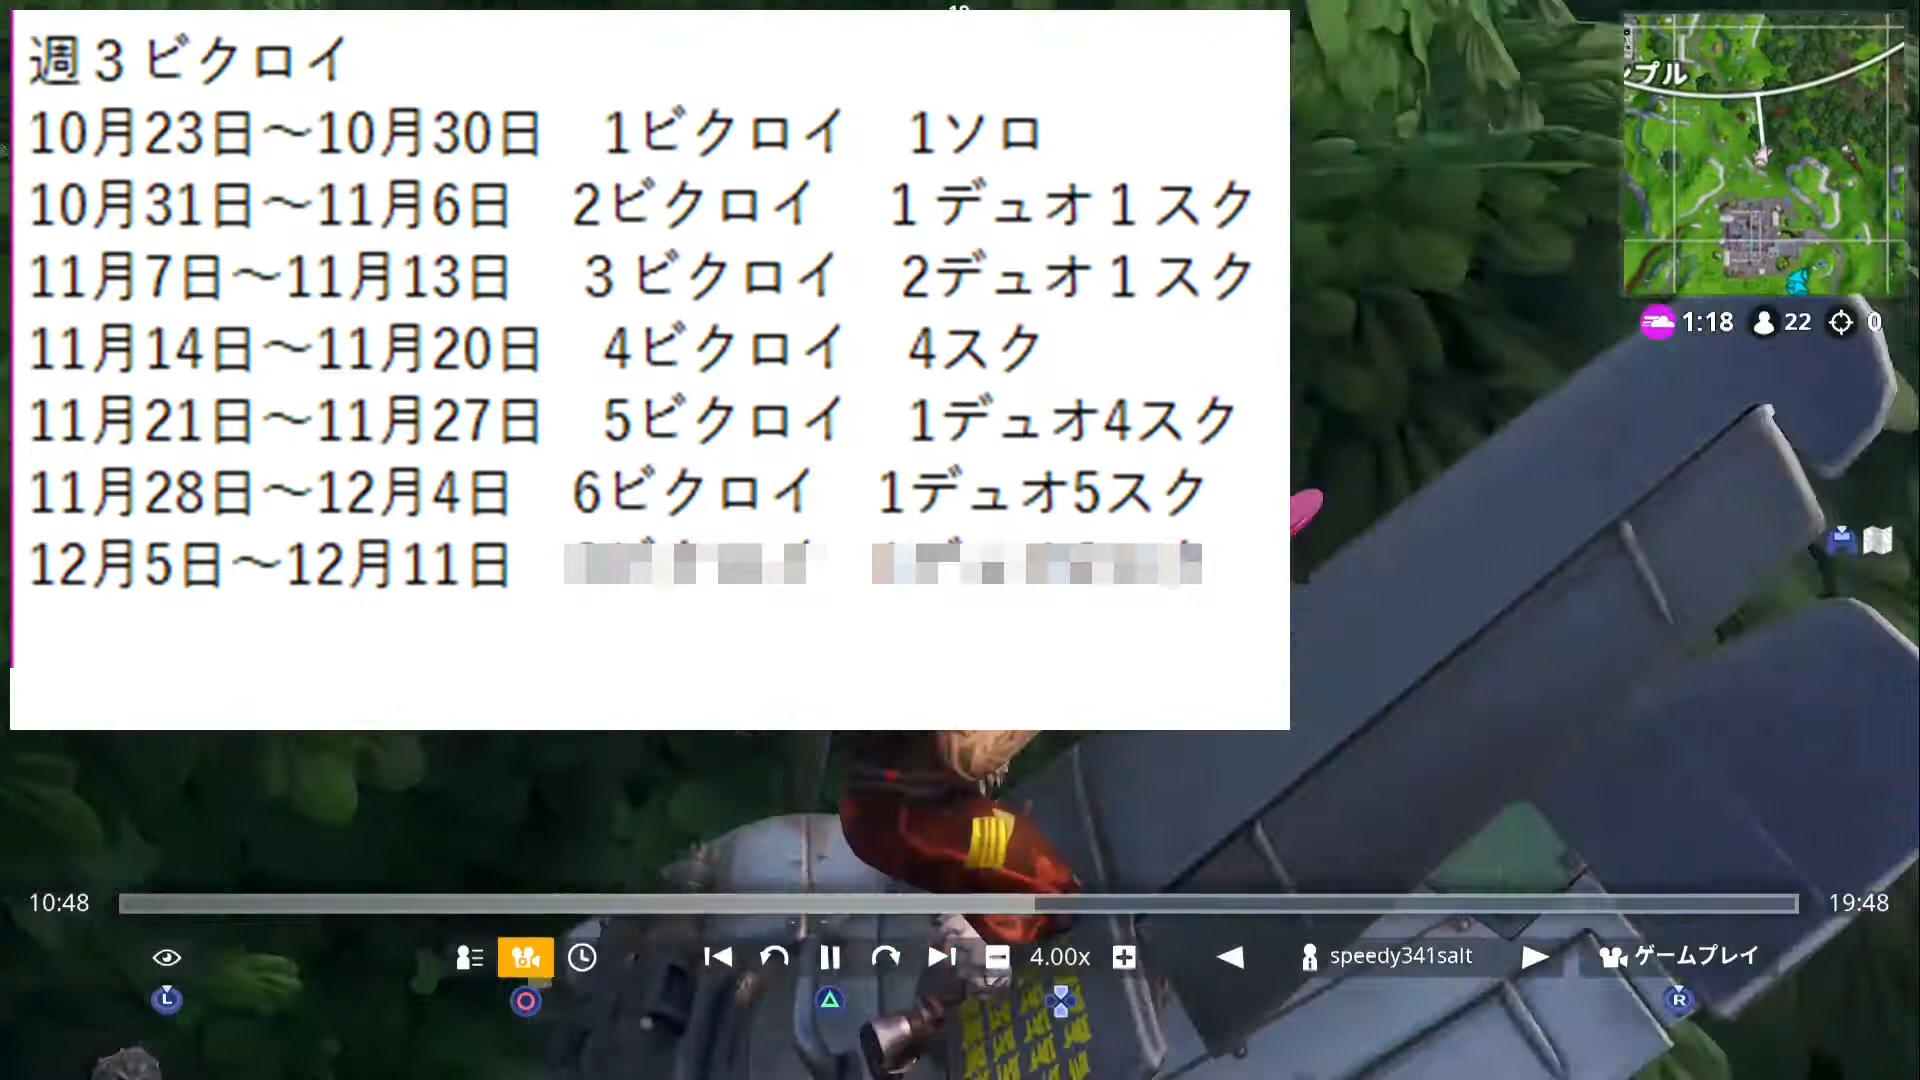 週３ビクロイ
10月23日～10月30日　1ビクロイ　1ソロ
10月31日～11月6日　2ビクロイ　１デュオ１スク
11月7日～11月13日　３ビクロイ　2デュオ１スク
11月14日～11月20日　4ビクロイ　4スク
11月21日～11月27日　5ビクロイ　1デュオ4スク
11月28日～12月4日　6ビクロイ　1デュオ5スク
12月5日～12月11日
ンプル
1:18 22 0
10:48 19:48
4.00x speedy341salt ゲームプレイ
L R